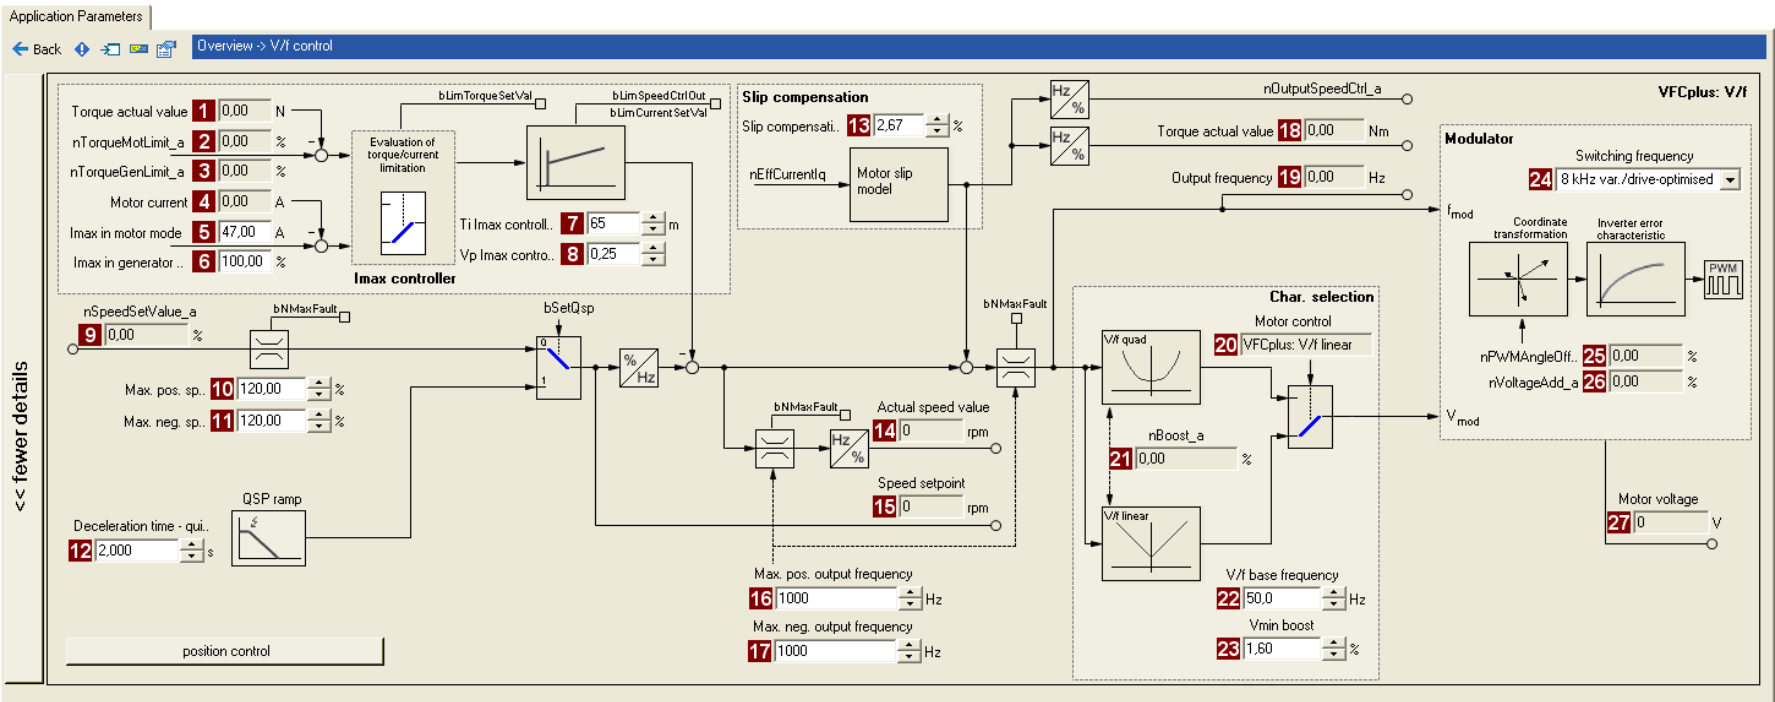 Application Parameters
Back
Overview -> V/f control
<< fewer details
Torque actual value 1 0,00 N
nTorqueMotLimit_a 2 0,00 %
nTorqueGenLimit_a 3 0,00 %
Motor current 4 0,00 A
Imax in motor mode 5 47,00 A
Imax in generator .. 6 100,00 %
bLimTorqueSetVal
Evaluation of
torque/current
limitation
bLimSpeedCtrlOut
bLimCurrentSetVal
Ti Imax controll.. 7 65 m
Vp Imax contro.. 8 0,25
Imax controller
Slip compensation
Slip compensati.. 13 2,67 %
nEffCurrentIq
Motor slip
model
Hz
%
nOutputSpeedCtrl_a
Hz
%
Torque actual value 18 0,00 Nm
Output frequency 19 0,00 Hz
VFCplus: V/f
Modulator
Switching frequency
24 8 kHz var./drive-optimised
fmod
Coordinate
transformation
Inverter error
characteristic
PWM
nPWMAngleOff.. 25 0,00 %
nVoltageAdd_a 26 0,00 %
Vmod
nSpeedSetValue_a
9 0,00 %
bNMaxFault
Max. pos. sp.. 10 120,00 %
Max. neg. sp.. 11 120,00 %
bSetQsp
0
1
%
Hz
bNMaxFault
bNMaxFault
Hz
%
Actual speed value
14 0 rpm
Speed setpoint
15 0 rpm
QSP ramp
Deceleration time - qui..
12 2,000 s
Max. pos. output frequency
16 1000 Hz
Max. neg. output frequency
17 1000 Hz
Char. selection
Motor control
20 VFCplus: V/f linear
V/f quad
nBoost_a
21 0,00 %
V/f linear
V/f base frequency
22 50,0 Hz
Vmin boost
23 1,60 %
Motor voltage
27 0 V
position control